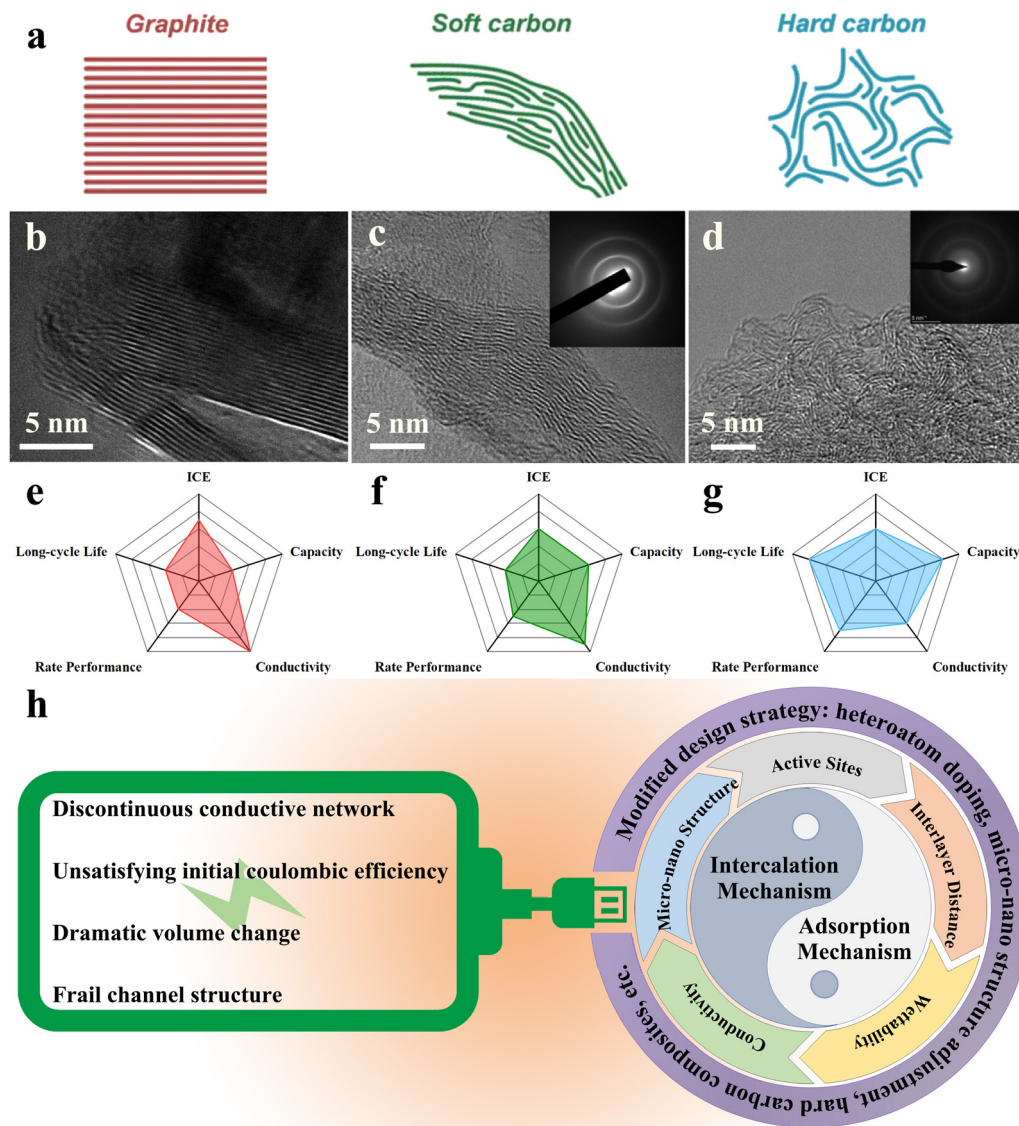 a
Graphite
Soft carbon
Hard carbon
b
5 nm
c
5 nm
d
5 nm⁻¹
5 nm
e
ICE
Long-cycle Life
Capacity
Rate Performance
Conductivity
f
ICE
Long-cycle Life
Capacity
Rate Performance
Conductivity
g
ICE
Long-cycle Life
Capacity
Rate Performance
Conductivity
h
Discontinuous conductive network
Unsatisfying initial coulombic efficiency
Dramatic volume change
Frail channel structure
Modified design strategy: heteroatom doping, micro-nano structure adjustment, hard carbon composites, etc.
Active Sites
Interlayer Distance
Wettability
Conductivity
Micro-nano Structure
Intercalation
Mechanism
Adsorption
Mechanism